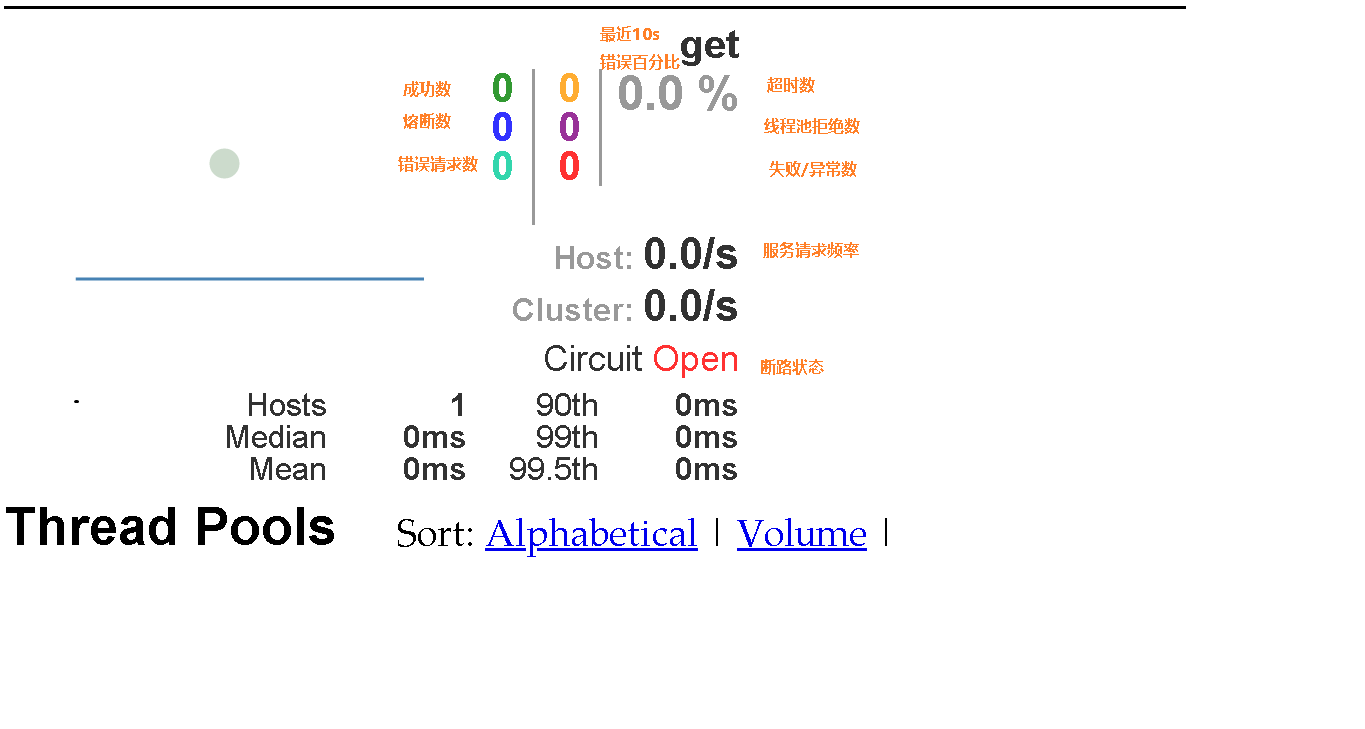 最近10s
错误百分比 get
成功数 0 0 0.0 % 超时数
熔断数 0 0 线程池拒绝数
错误请求数 0 0 失败/异常数
Host: 0.0/s 服务请求频率
Cluster: 0.0/s
Circuit Open 断路状态
Hosts 1 90th 0ms
Median 0ms 99th 0ms
Mean 0ms 99.5th 0ms
Thread Pools Sort: Alphabetical | Volume |